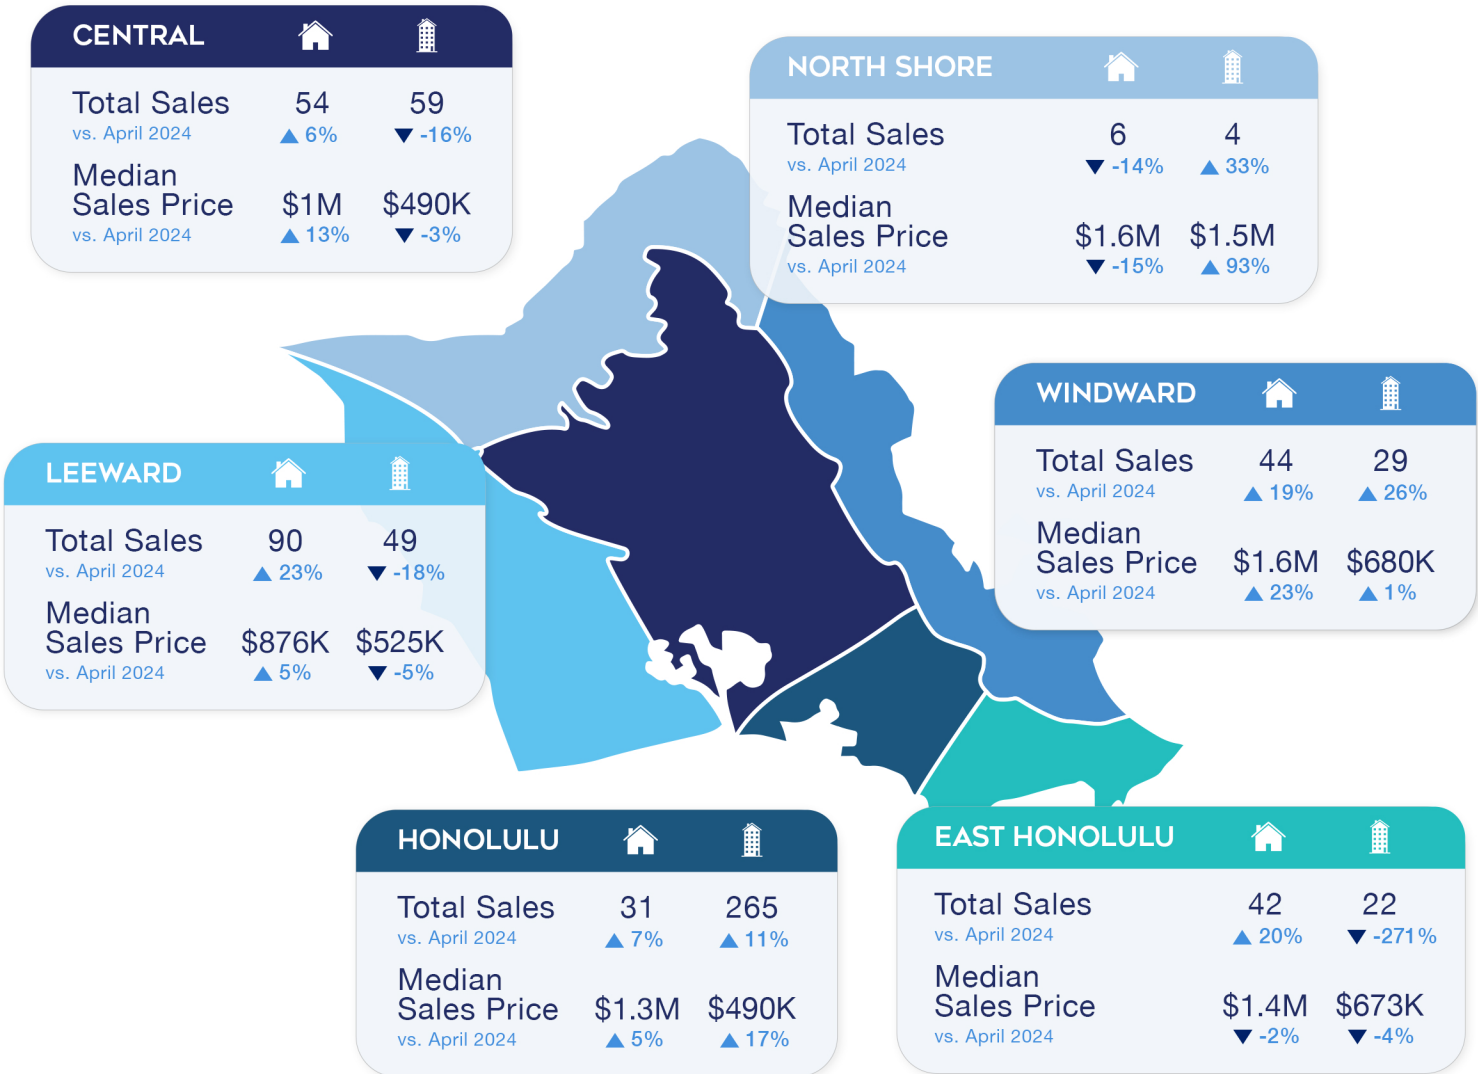 CENTRAL
Total Sales 54 59
vs. April 2024 ▲ 6% ▼ -16%
Median
Sales Price $1M $490K
vs. April 2024 ▲ 13% ▼ -3%
NORTH SHORE
Total Sales 6 4
vs. April 2024 ▼ -14% ▲ 33%
Median
Sales Price $1.6M $1.5M
vs. April 2024 ▼ -15% ▲ 93%
WINDWARD
Total Sales 44 29
vs. April 2024 ▲ 19% ▲ 26%
Median
Sales Price $1.6M $680K
vs. April 2024 ▲ 23% ▲ 1%
LEEWARD
Total Sales 90 49
vs. April 2024 ▲ 23% ▼ -18%
Median
Sales Price $876K $525K
vs. April 2024 ▲ 5% ▼ -5%
HONOLULU
Total Sales 31 265
vs. April 2024 ▲ 7% ▲ 11%
Median
Sales Price $1.3M $490K
vs. April 2024 ▲ 5% ▲ 17%
EAST HONOLULU
Total Sales 42 22
vs. April 2024 ▲ 20% ▼ -271%
Median
Sales Price $1.4M $673K
vs. April 2024 ▼ -2% ▼ -4%